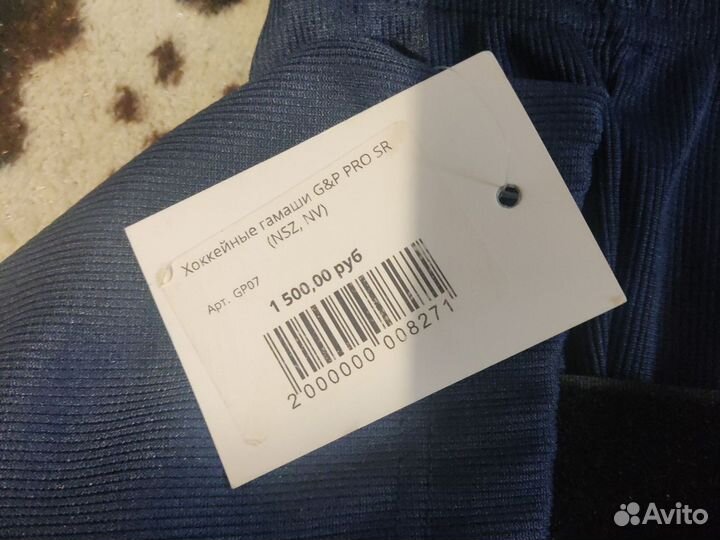 Хоккейные гамаши G&P PRO SR
(NSZ, NV)
Арт. GP07
1 500,00 руб
2 000000 008271
Avito